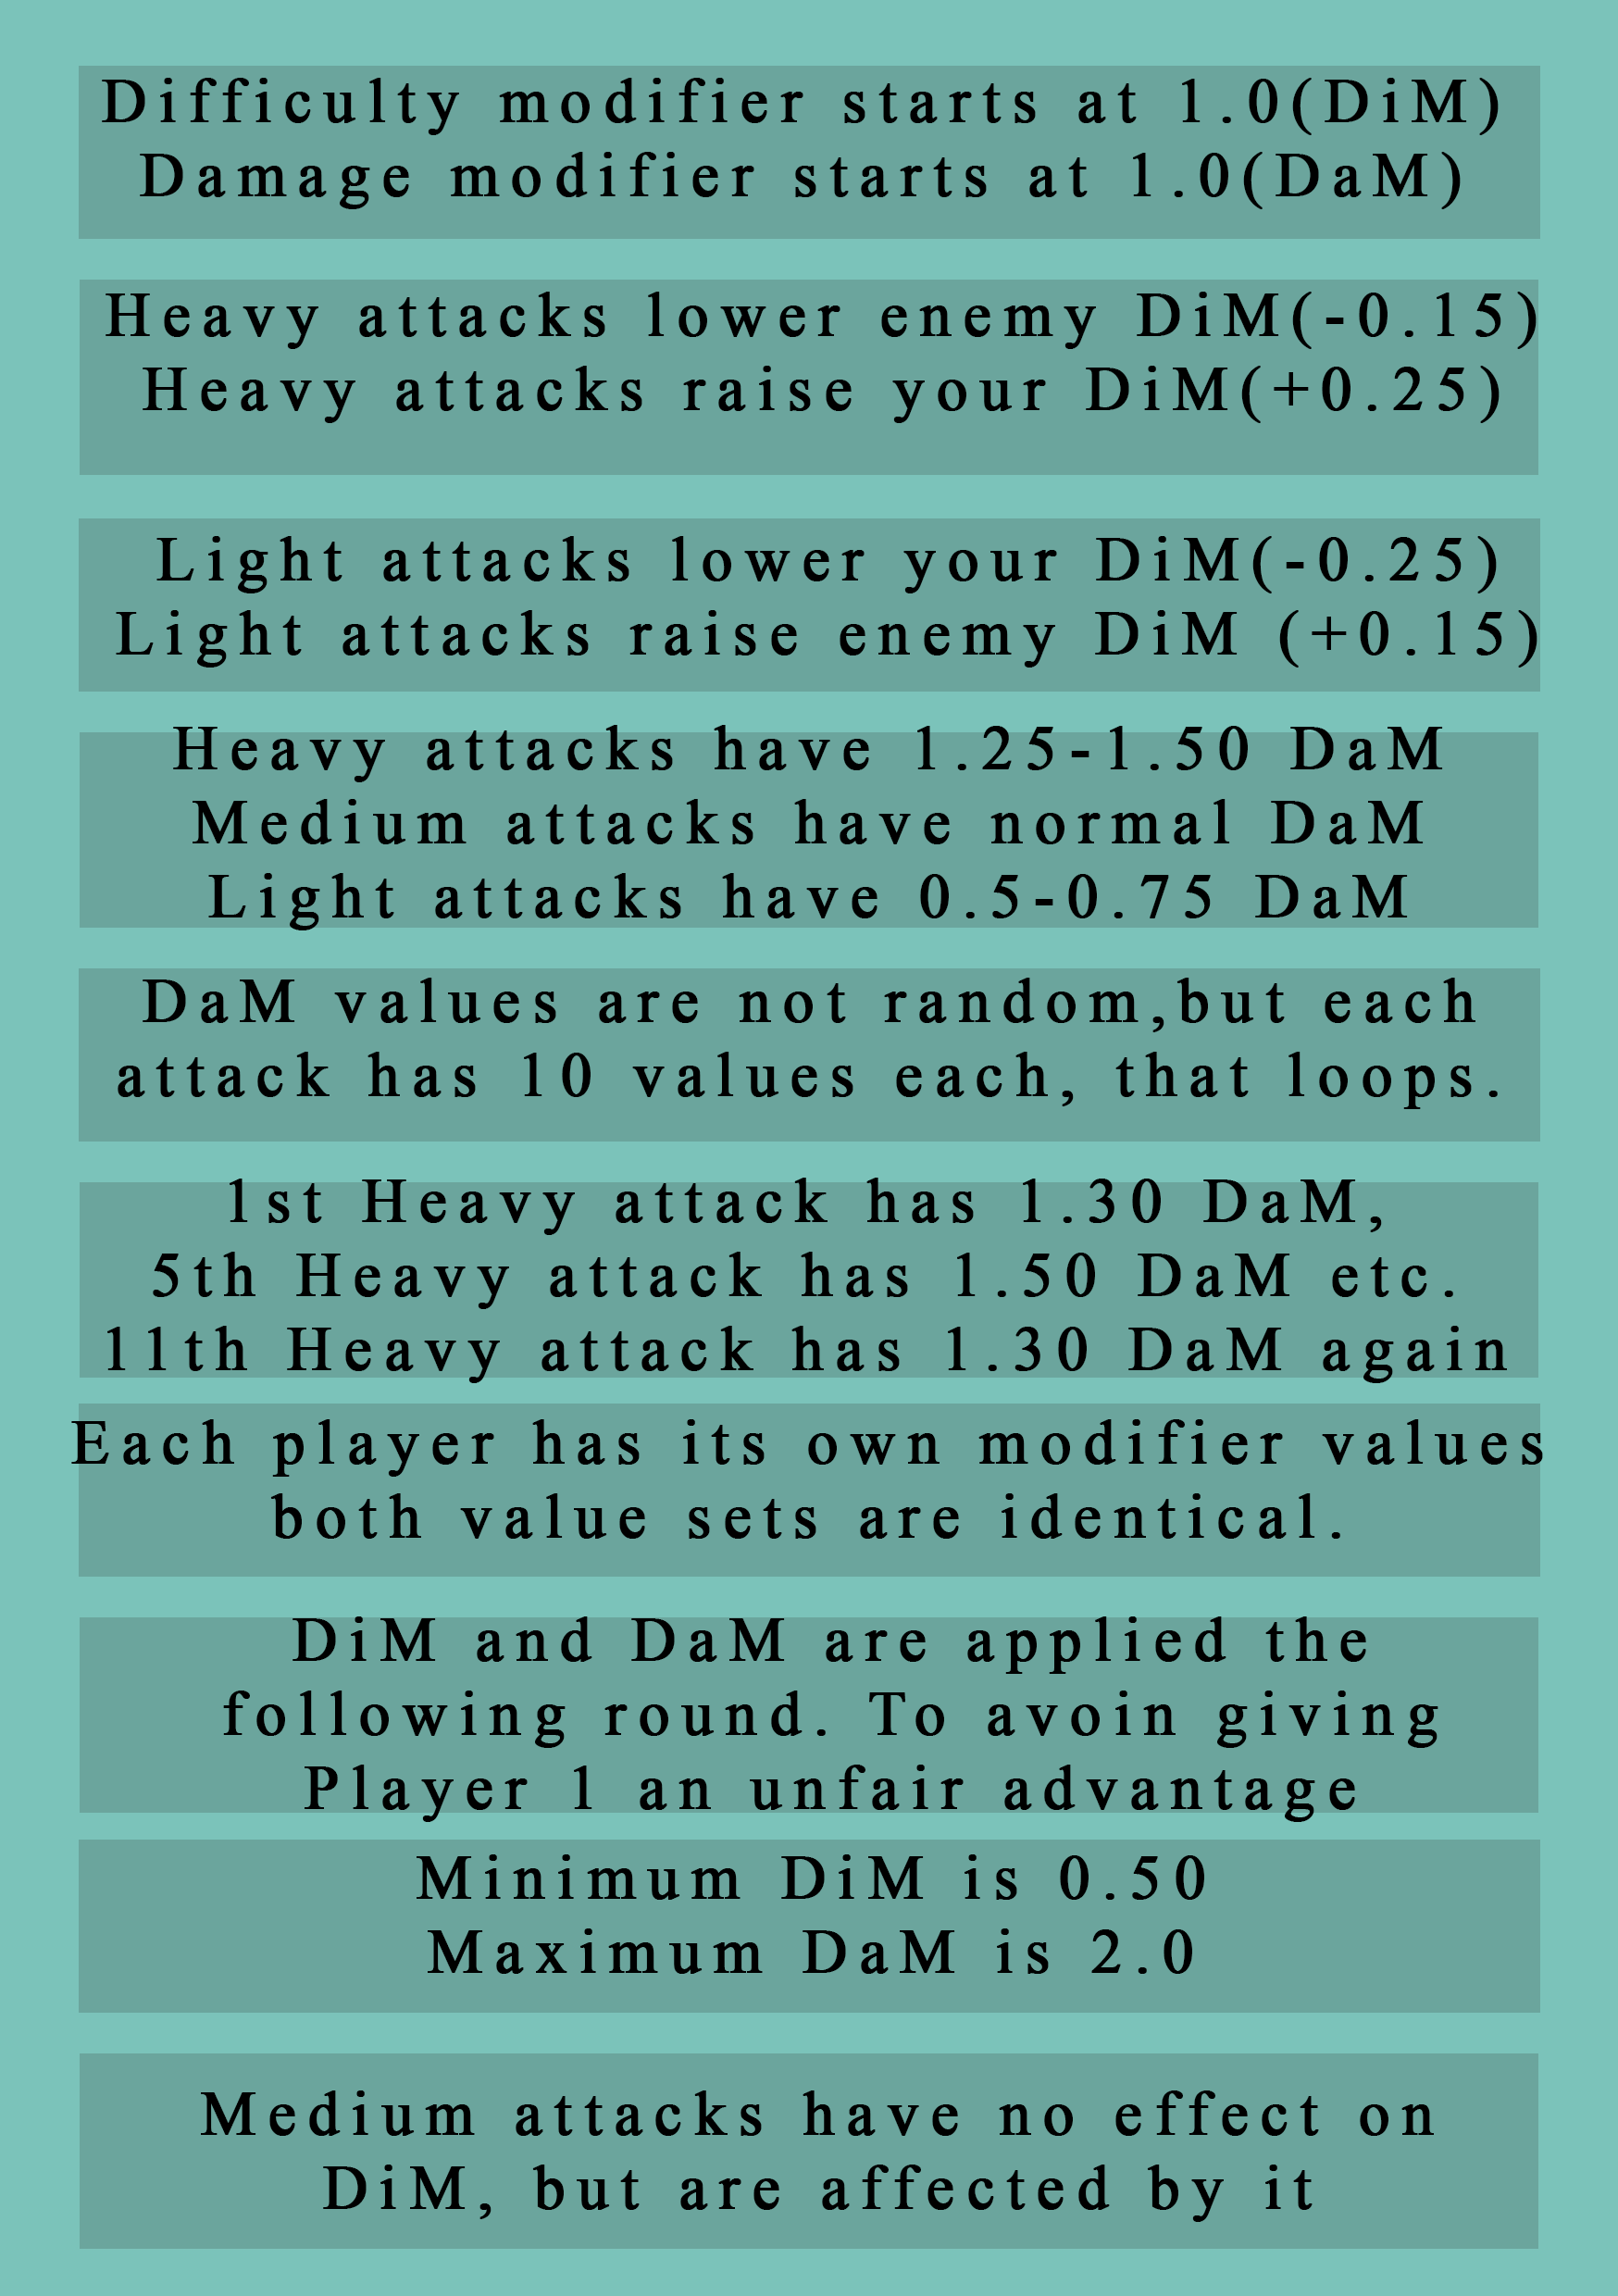 Difficulty modifier starts at 1.0(DiM)
Damage modifier starts at 1.0(DaM)
Heavy attacks lower enemy DiM(-0.15)
Heavy attacks raise your DiM(+0.25)
Light attacks lower your DiM(-0.25)
Light attacks raise enemy DiM (+0.15)
Heavy attacks have 1.25-1.50 DaM
Medium attacks have normal DaM
Light attacks have 0.5-0.75 DaM
DaM values are not random,but each
attack has 10 values each, that loops.
1st Heavy attack has 1.30 DaM,
5th Heavy attack has 1.50 DaM etc.
11th Heavy attack has 1.30 DaM again
Each player has its own modifier values
both value sets are identical.
DiM and DaM are applied the
following round. To avoin giving
Player 1 an unfair advantage
Minimum DiM is 0.50
Maximum DaM is 2.0
Medium attacks have no effect on
DiM, but are affected by it